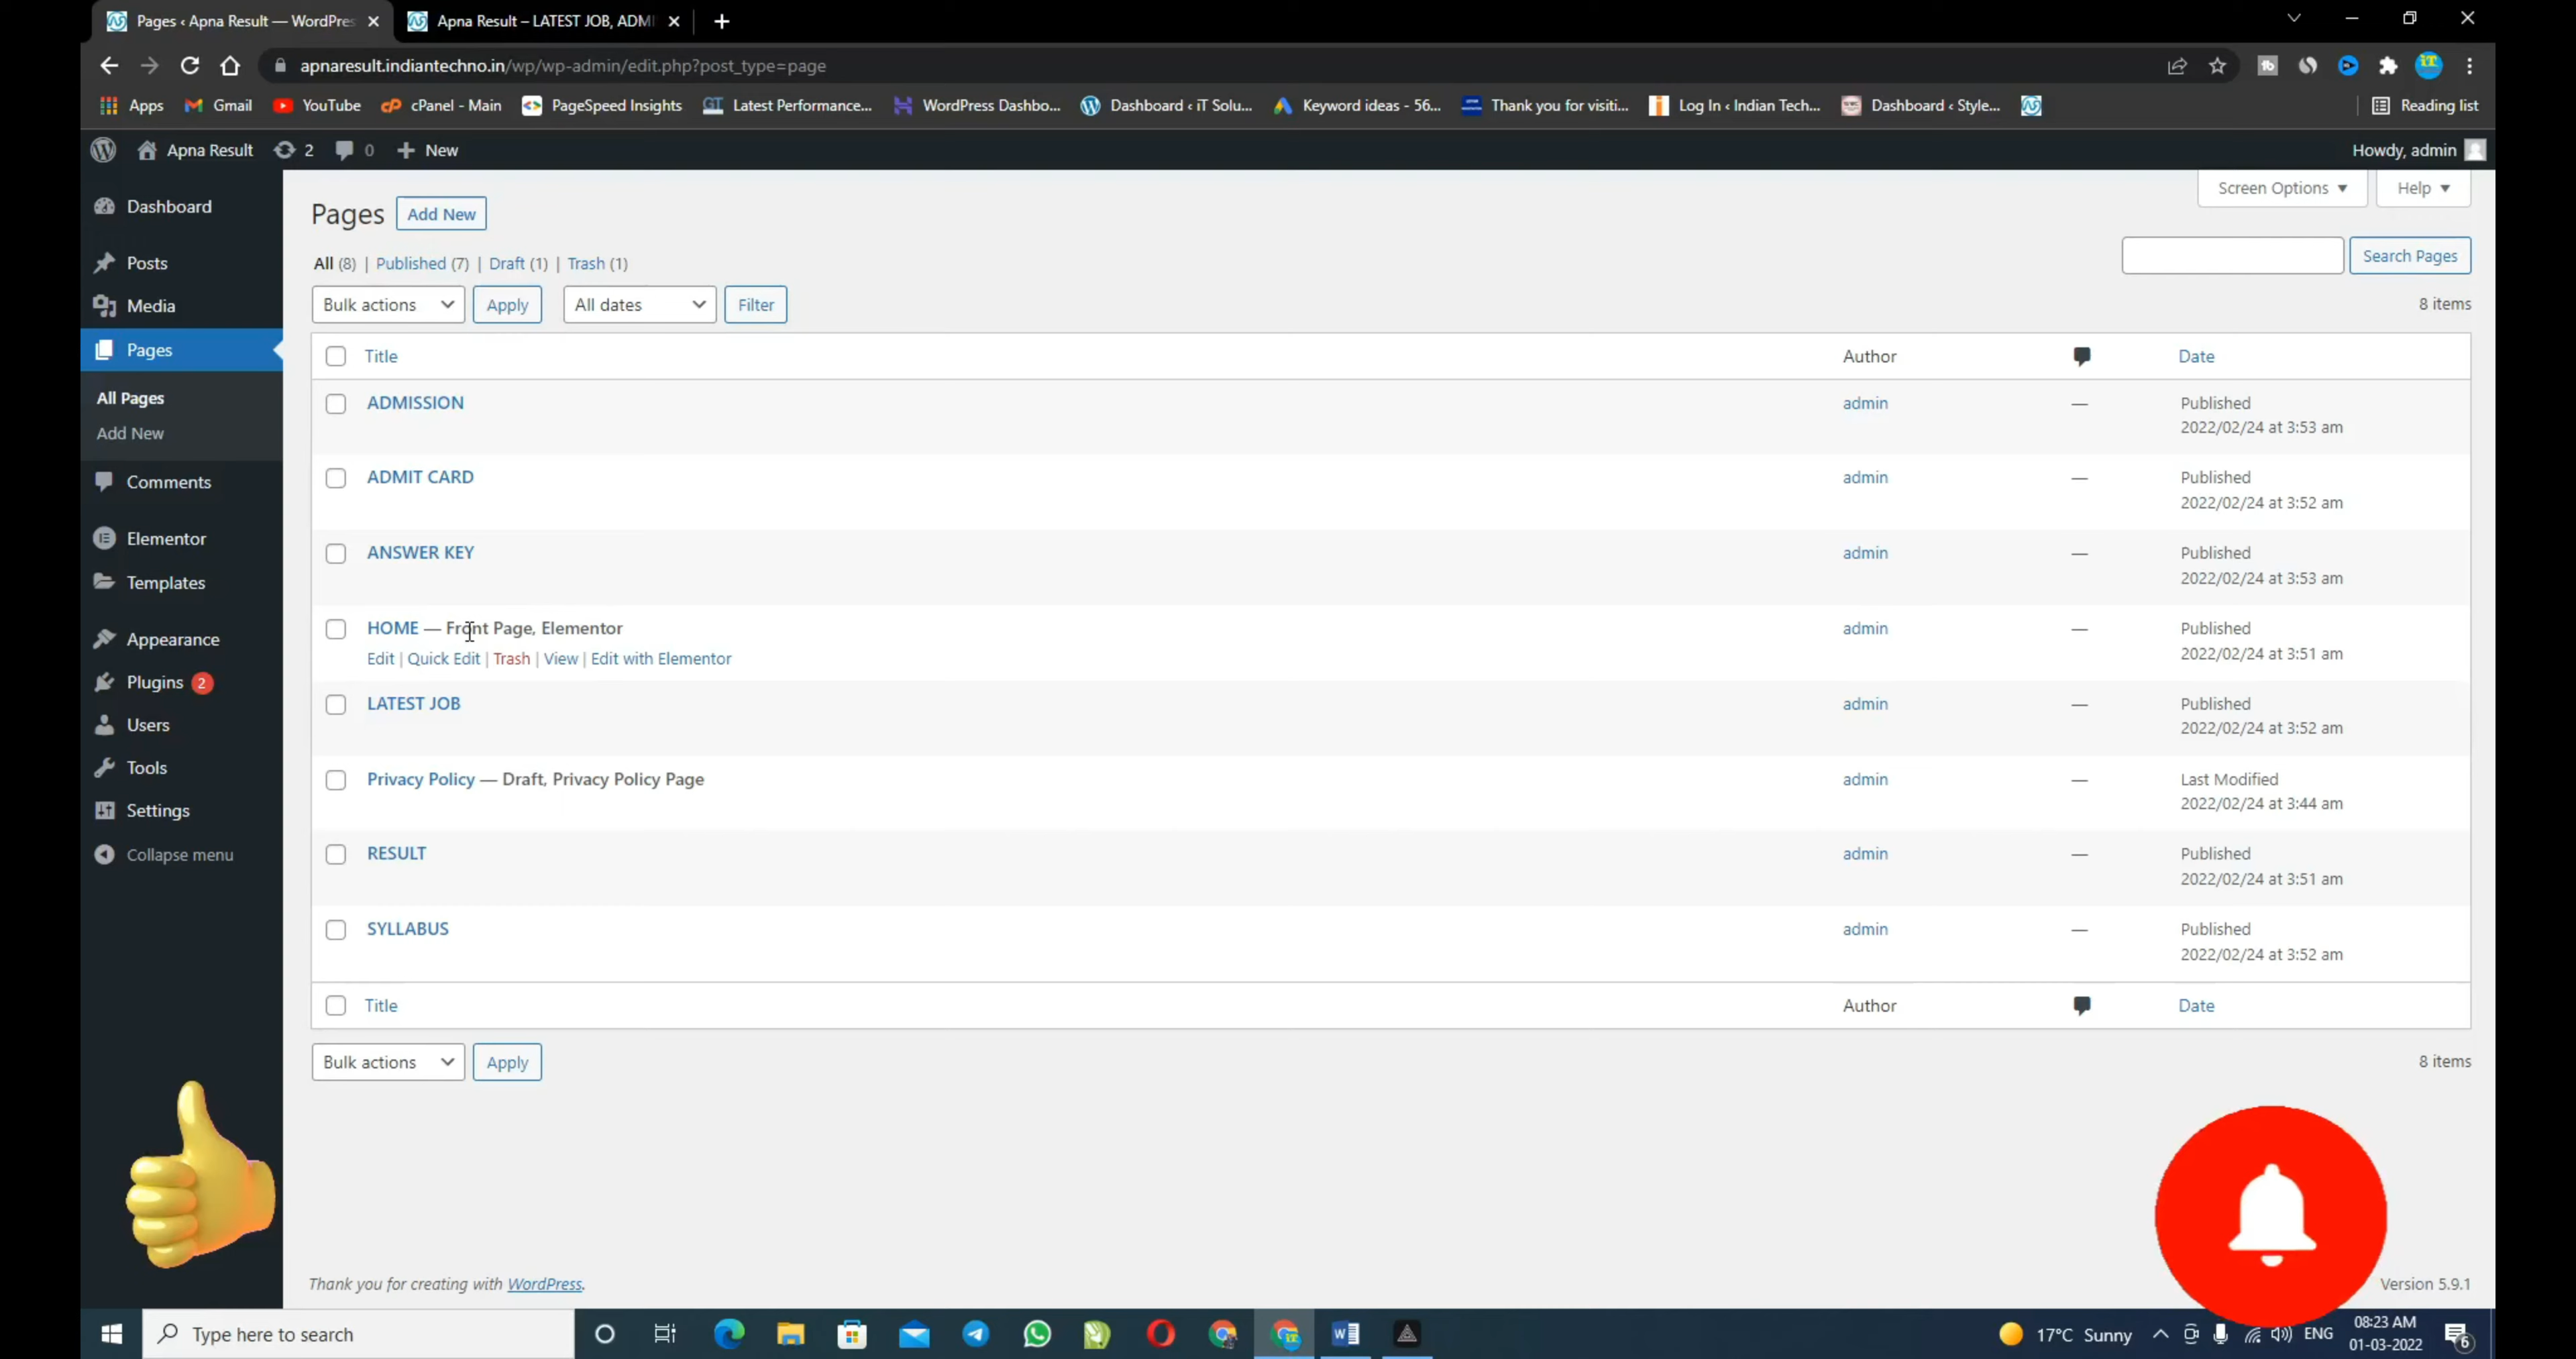 Pages ‹ Apna Result — WordPres
Apna Result – LATEST JOB, ADMI
apnaresult.indiantechno.in/wp/wp-admin/edit.php?post_type=page
Apps Gmail YouTube cPanel - Main PageSpeed Insights Latest Performance... WordPress Dashbo... Dashboard ‹ iT Solu... Keyword ideas - 56... Thank you for visiti... Log In ‹ Indian Tech... Dashboard ‹ Style... Reading list
Apna Result 2 0 New Howdy, admin
Screen Options Help
Dashboard
Posts
Media
Pages
All Pages
Add New
Comments
Elementor
Templates
Appearance
Plugins 2
Users
Tools
Settings
Collapse menu
Pages Add New
All (8) | Published (7) | Draft (1) | Trash (1)
Search Pages
Bulk actions Apply All dates Filter 8 items
Title Author Date
ADMISSION admin — Published
2022/02/24 at 3:53 am
ADMIT CARD admin — Published
2022/02/24 at 3:52 am
ANSWER KEY admin — Published
2022/02/24 at 3:53 am
HOME — Front Page, Elementor admin — Published
Edit | Quick Edit | Trash | View | Edit with Elementor 2022/02/24 at 3:51 am
LATEST JOB admin — Published
2022/02/24 at 3:52 am
Privacy Policy — Draft, Privacy Policy Page admin — Last Modified
2022/02/24 at 3:44 am
RESULT admin — Published
2022/02/24 at 3:51 am
SYLLABUS admin — Published
2022/02/24 at 3:52 am
Title Author Date
Bulk actions Apply 8 items
Thank you for creating with WordPress. Version 5.9.1
Type here to search 17°C Sunny ENG 08:23 AM
01-03-2022 6